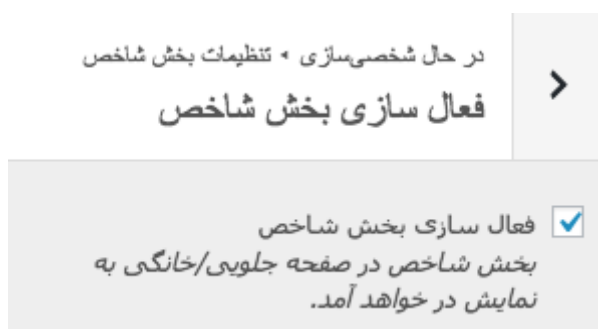 در حال شخصی‌سازی ‣ تنظیمات بخش شاخص
فعال سازی بخش شاخص
فعال سازی بخش شاخص
بخش شاخص در صفحه جلویی/خانگی به
نمایش در خواهد آمد.